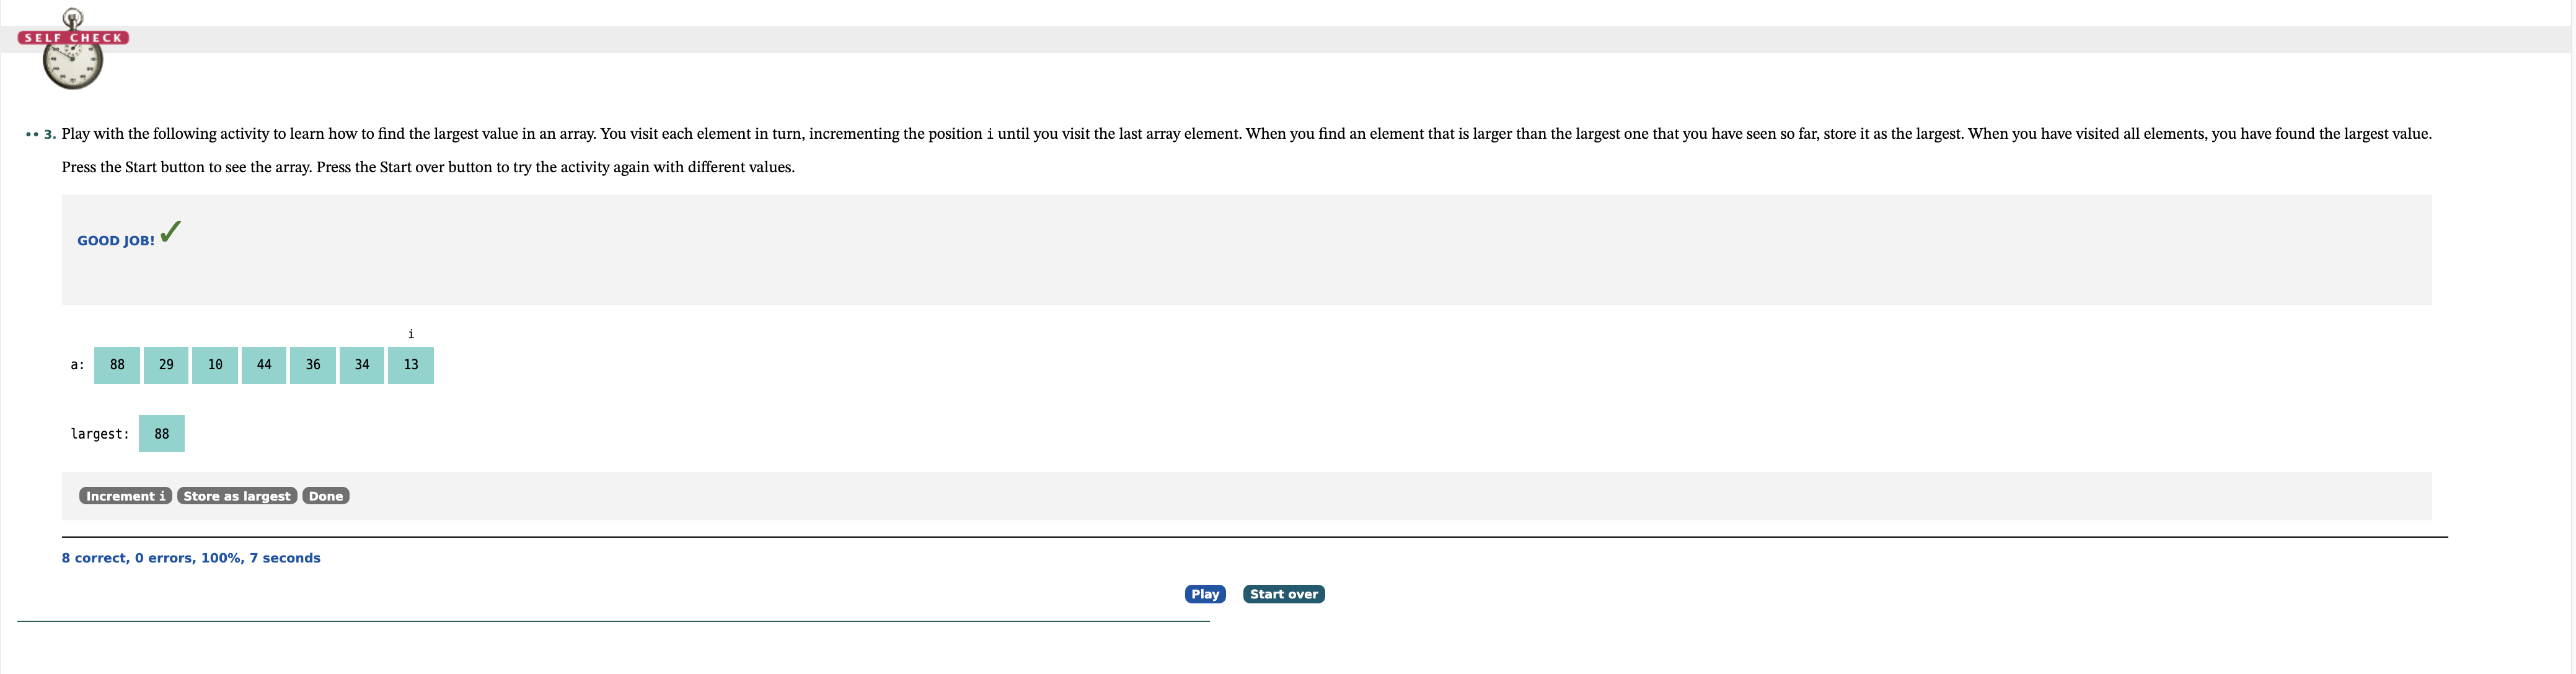 SELF CHECK
•• 3. Play with the following activity to learn how to find the largest value in an array. You visit each element in turn, incrementing the position i until you visit the last array element. When you find an element that is larger than the largest one that you have seen so far, store it as the largest. When you have visited all elements, you have found the largest value.
Press the Start button to see the array. Press the Start over button to try the activity again with different values.
GOOD JOB! ✓
i
a: 88 29 10 44 36 34 13
largest: 88
Increment i Store as largest Done
8 correct, 0 errors, 100%, 7 seconds
Play Start over